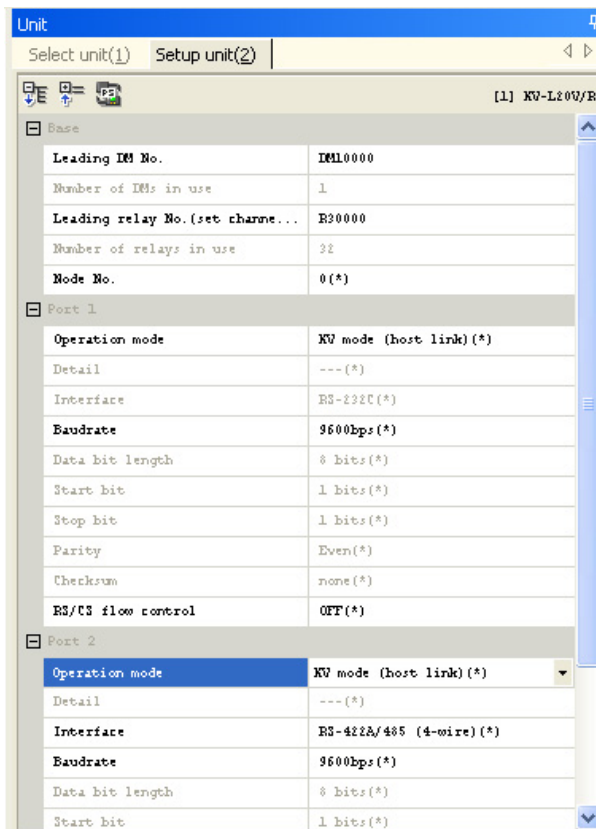 Unit
Select unit(1) Setup unit(2)
[1] KV-L20V/R
Base
Leading DM No. DM10000
Number of DMs in use 1
Leading relay No.(set channe... R30000
Number of relays in use 32
Node No. 0(*)
Port 1
Operation mode KV mode (host link)(*)
Detail ---(*)
Interface RS-232C(*)
Baudrate 9600bps(*)
Data bit length 8 bits(*)
Start bit 1 bits(*)
Stop bit 1 bits(*)
Parity Even(*)
Checksum none(*)
RS/CS flow control OFF(*)
Port 2
Operation mode KV mode (host link)(*)
Detail ---(*)
Interface RS-422A/485 (4-wire)(*)
Baudrate 9600bps(*)
Data bit length 8 bits(*)
Start bit 1 bits(*)